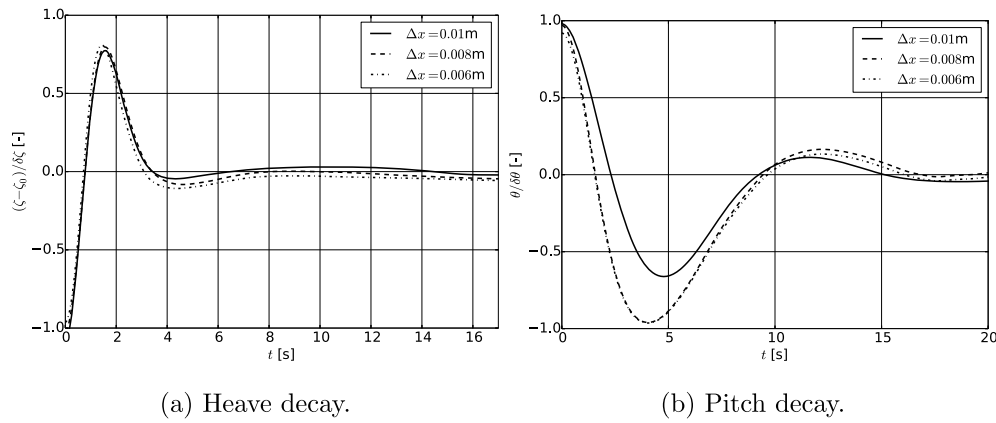 1.0
0.5
0.0
−0.5
−1.0
(ζ−ζ₀)/δζ [-]
0 2 4 6 8 10 12 14 16
t [s]
Δx=0.01m
Δx=0.008m
Δx=0.006m
(a) Heave decay.
1.0
0.5
0.0
−0.5
−1.0
θ/δθ [-]
0 5 10 15 20
t [s]
Δx=0.01m
Δx=0.008m
Δx=0.006m
(b) Pitch decay.